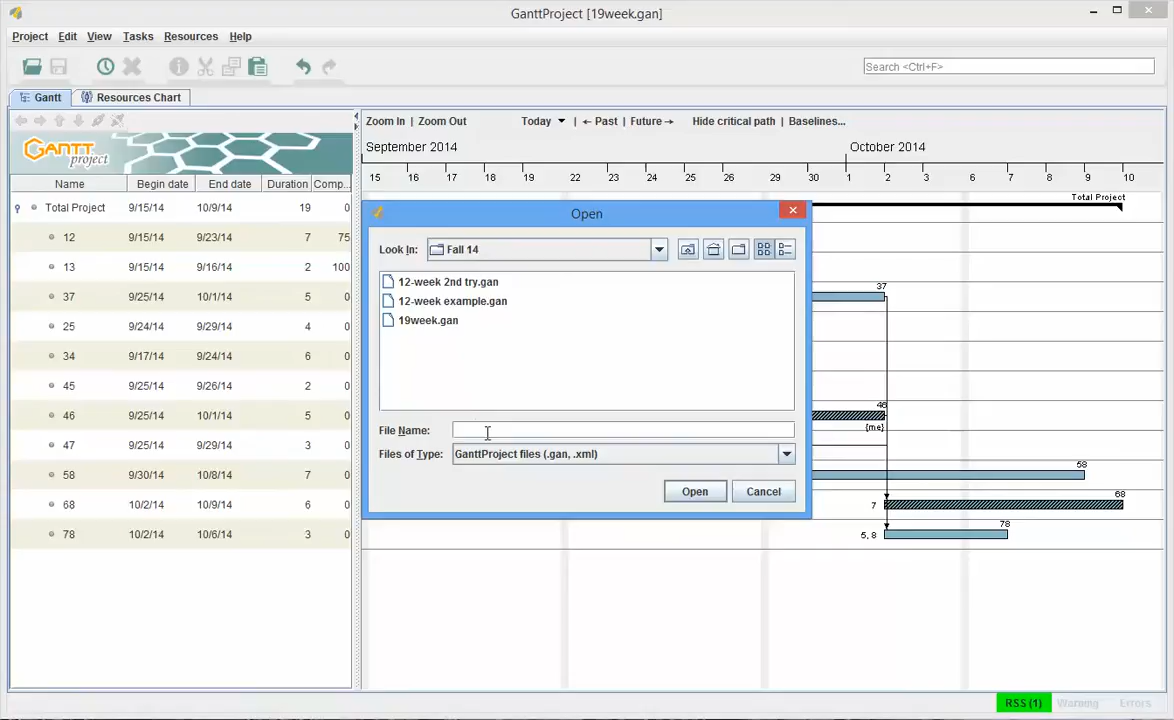 GanttProject [19week.gan]
Project Edit View Tasks Resources Help
Search <Ctrl+F>
Gantt Resources Chart
Zoom In | Zoom Out Today | ← Past | Future → Hide critical path | Baselines...
GANTT project
September 2014 October 2014
Name Begin date End date Duration Comp...
15 16 17 18 19 22 23 24 25 26 29 30 1 2 3 6 7 8 9 10
Total Project 9/15/14 10/9/14 19 0
Total Project
12 9/15/14 9/23/14 7 75
13 9/15/14 9/16/14 2 100
37 9/25/14 10/1/14 5 0
37
25 9/24/14 9/29/14 4 0
34 9/17/14 9/24/14 6 0
45 9/25/14 9/26/14 2 0
46 9/25/14 10/1/14 5 0
46
{me}
47 9/25/14 9/29/14 3 0
58 9/30/14 10/8/14 7 0
58
68 10/2/14 10/9/14 6 0
7
68
78 10/2/14 10/6/14 3 0
5, 8
78
Open
Look In: Fall 14
12-week 2nd try.gan
12-week example.gan
19week.gan
File Name:
Files of Type: GanttProject files (.gan, .xml)
Open Cancel
RSS (1) Warning Errors